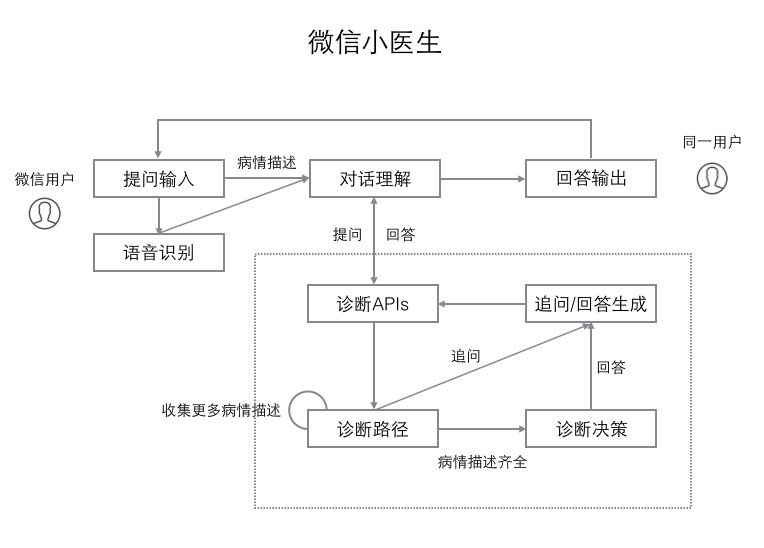 微信小医生
同一用户
微信用户
提问输入
病情描述
对话理解
回答输出
语音识别
提问
回答
诊断APIs
追问/回答生成
追问
回答
收集更多病情描述
诊断路径
诊断决策
病情描述齐全